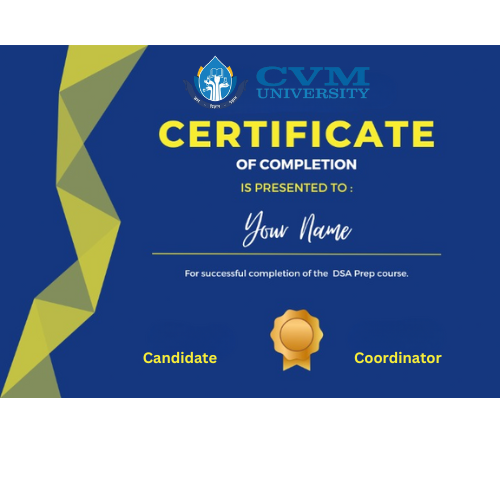 CVM
UNIVERSITY
CERTIFICATE
OF COMPLETION
IS PRESENTED TO :
Your Name
For successful completion of the DSA Prep course.
Candidate
Coordinator